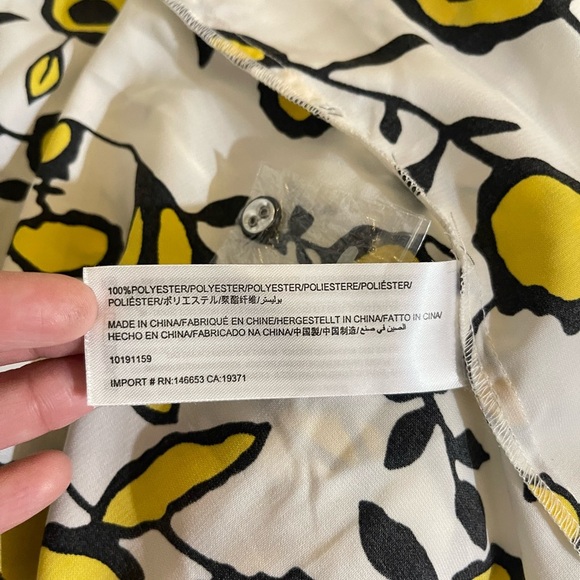 100%POLYESTER/POLYESTER/POLYESTER/POLIESTERE/POLIÉSTER/
POLIÉSTER/ポリエステル/聚酯纤维/بوليستر
MADE IN CHINA/FABRIQUÉ EN CHINE/HERGESTELLT IN CHINA/FATTO IN CINA/
HECHO EN CHINA/FABRICADO NA CHINA/中国製/中国制造/الصين في صنع
10191159
IMPORT # RN:146653 CA:19371